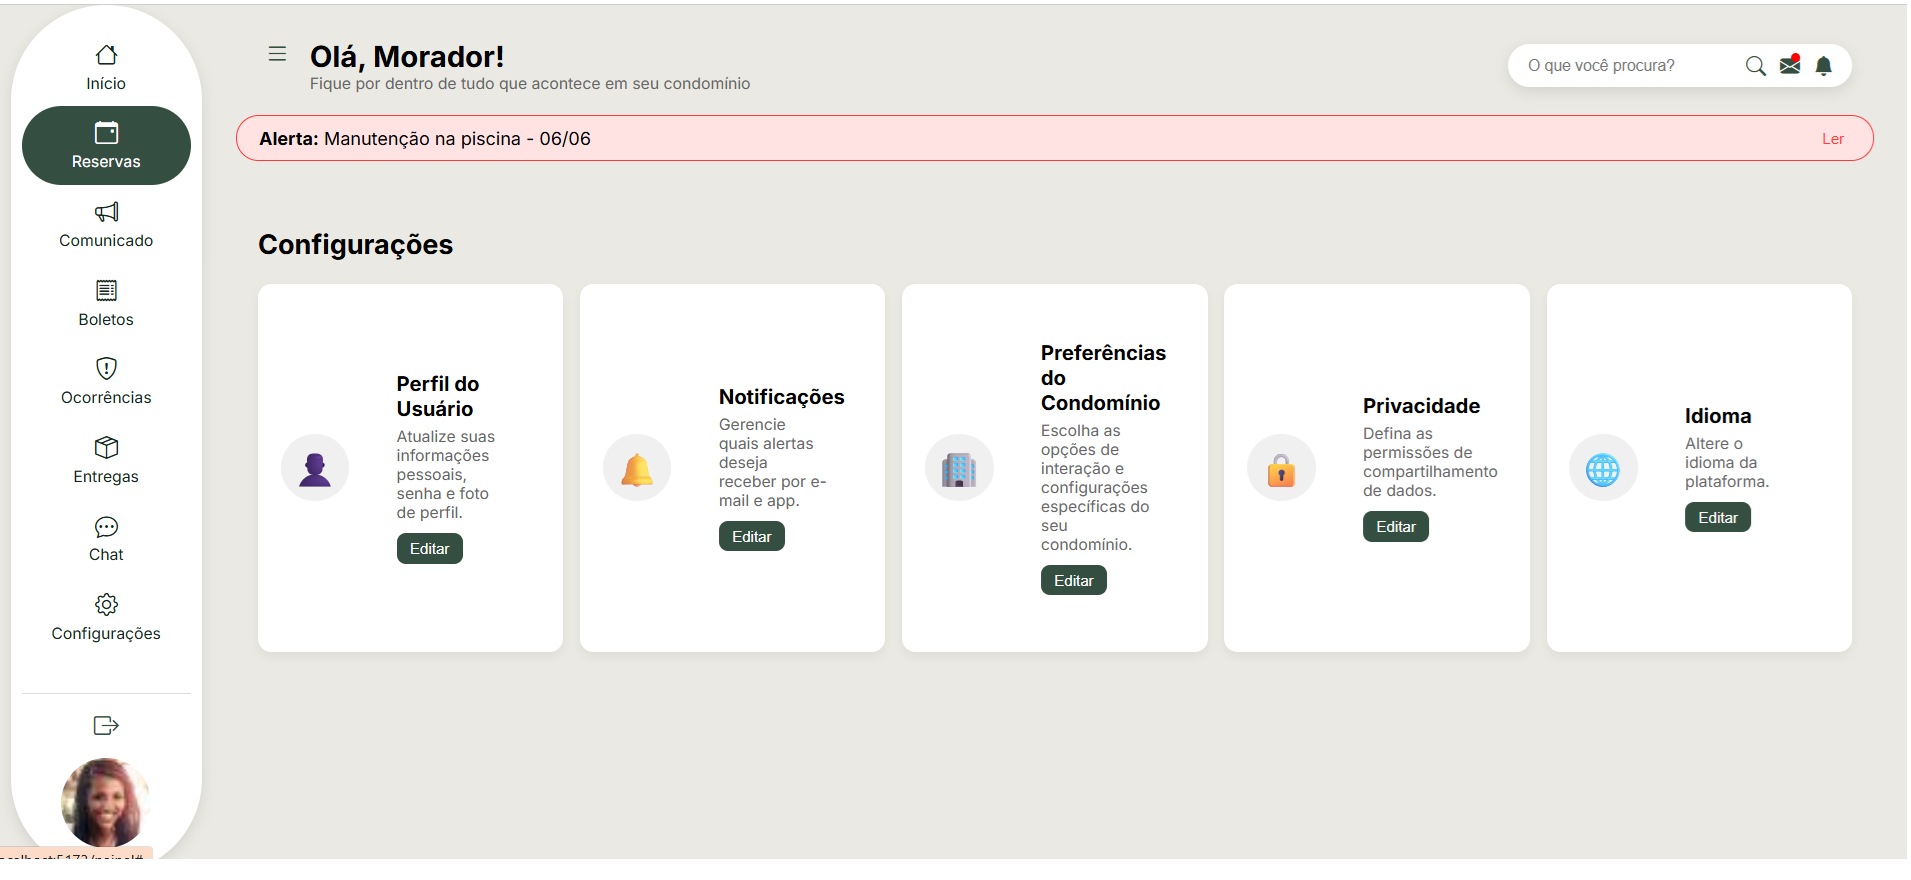 Início
Reservas
Comunicado
Boletos
Ocorrências
Entregas
Chat
Configurações
Olá, Morador!
Fique por dentro de tudo que acontece em seu condomínio
O que você procura?
Alerta: Manutenção na piscina - 06/06
Ler
Configurações
Perfil do
Usuário
Atualize suas
informações
pessoais,
senha e foto
de perfil.
Editar
Notificações
Gerencie
quais alertas
deseja
receber por e-
mail e app.
Editar
Preferências
do
Condomínio
Escolha as
opções de
interação e
configurações
específicas do
seu
condomínio.
Editar
Privacidade
Defina as
permissões de
compartilhamento
de dados.
Editar
Idioma
Altere o
idioma da
plataforma.
Editar